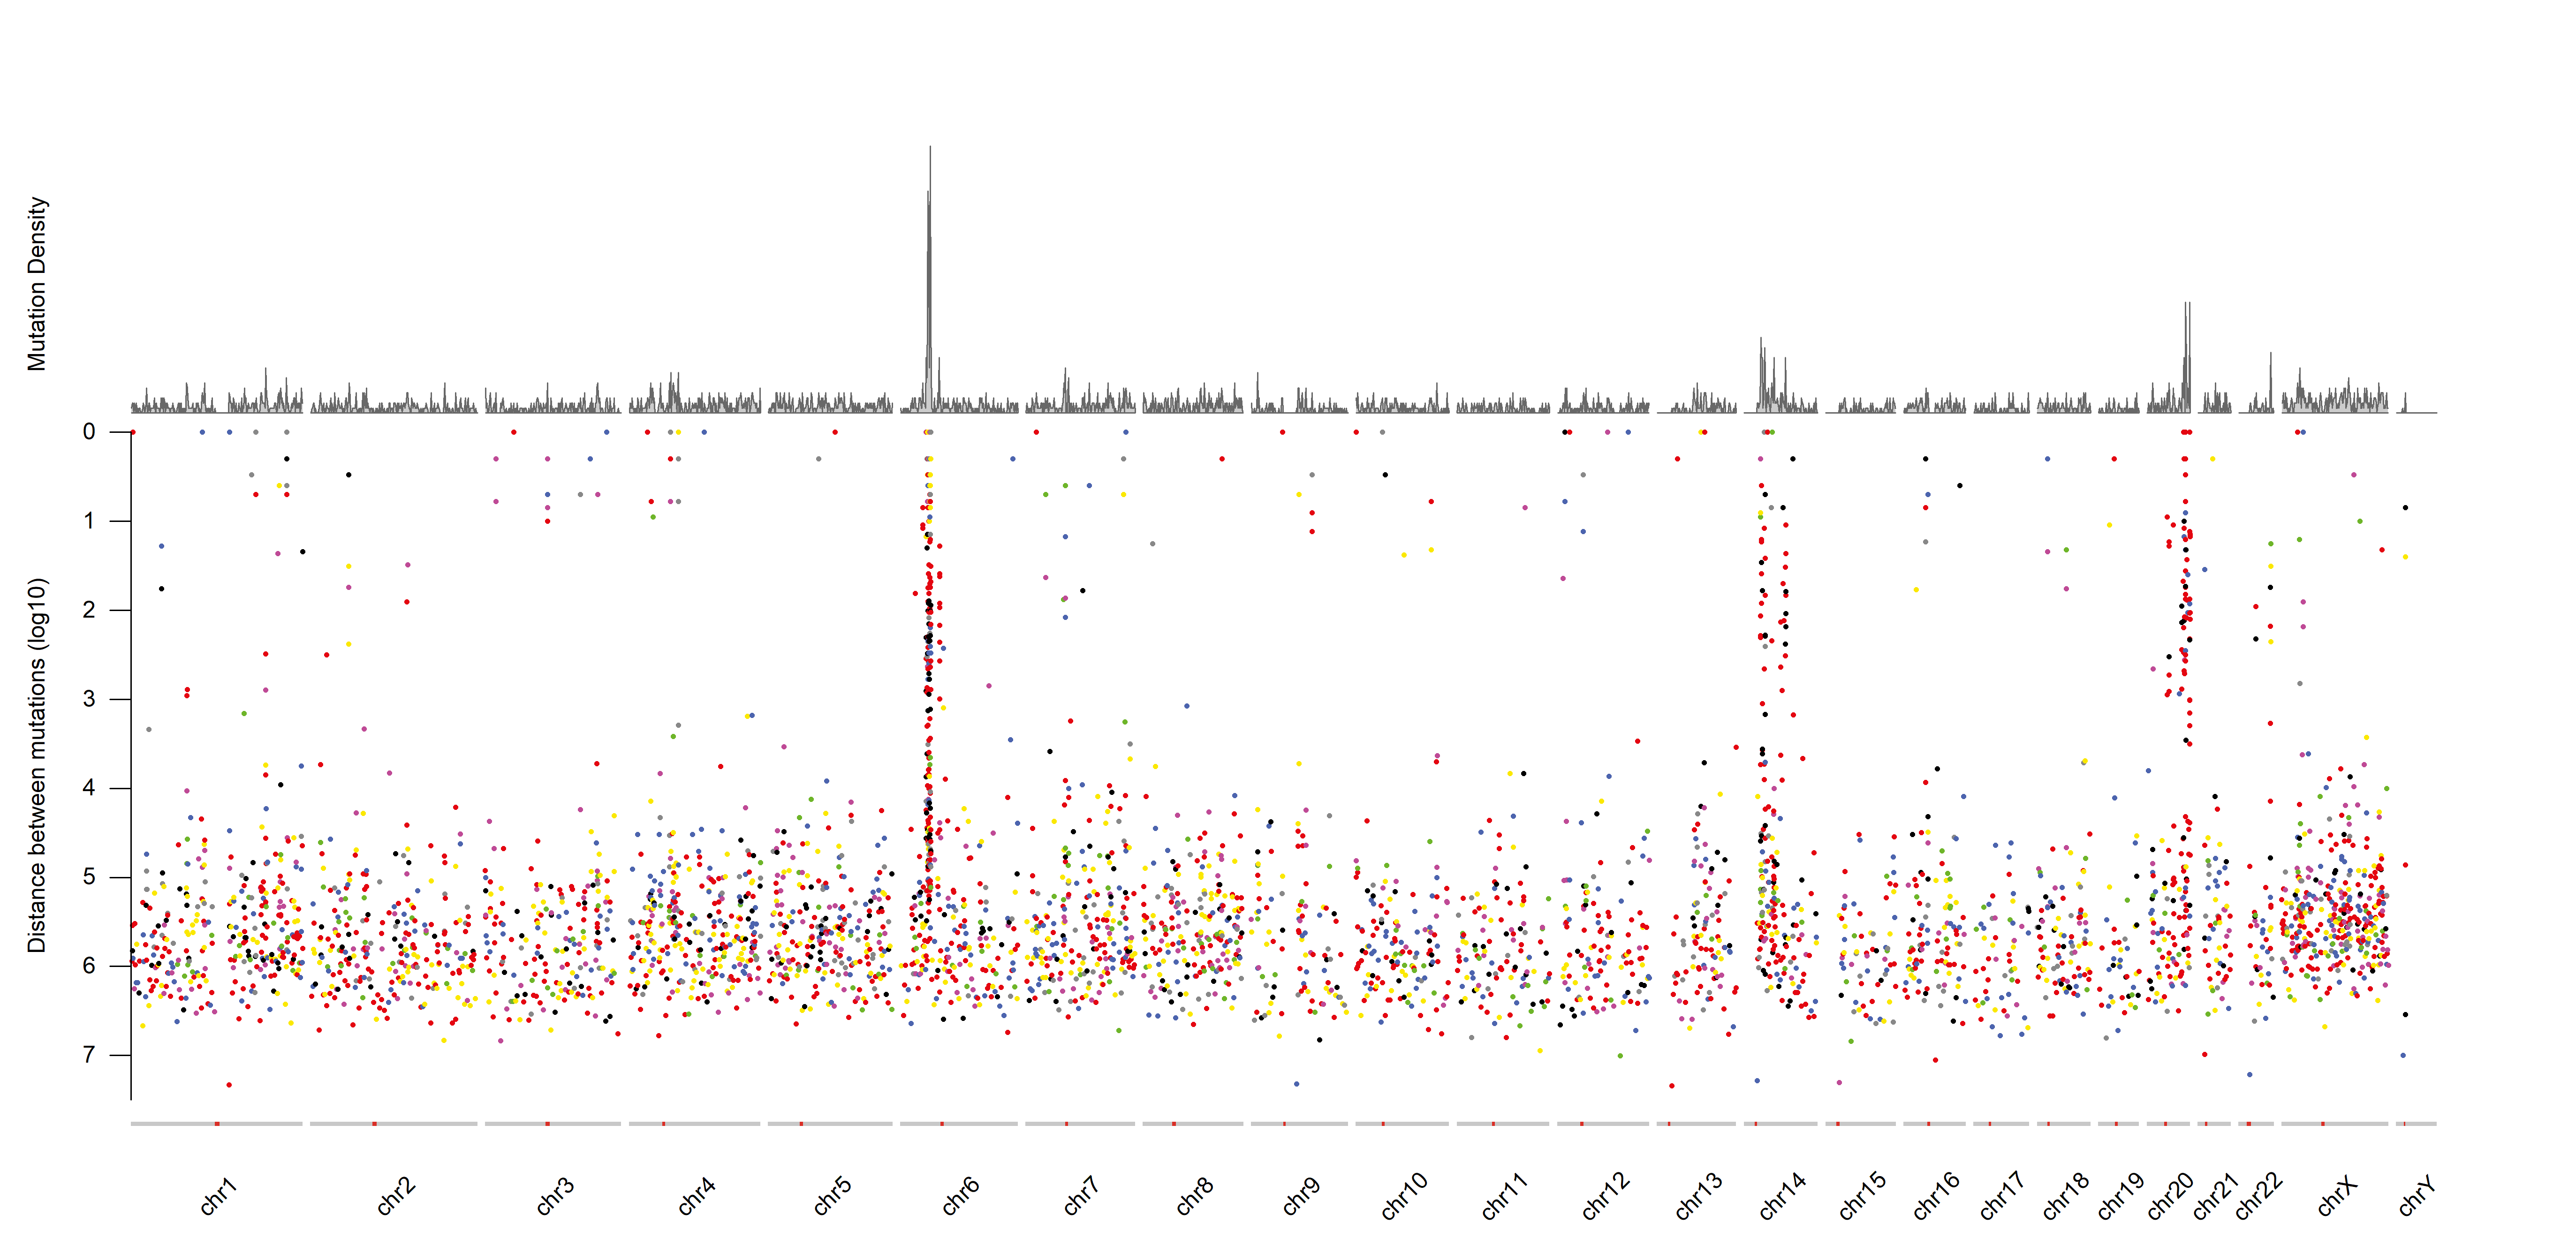 Mutation Density
Distance between mutations (log10)
0
1
2
3
4
5
6
7
chr1
chr2
chr3
chr4
chr5
chr6
chr7
chr8
chr9
chr10
chr11
chr12
chr13
chr14
chr15
chr16
chr17
chr18
chr19
chr20
chr21
chr22
chrX
chrY